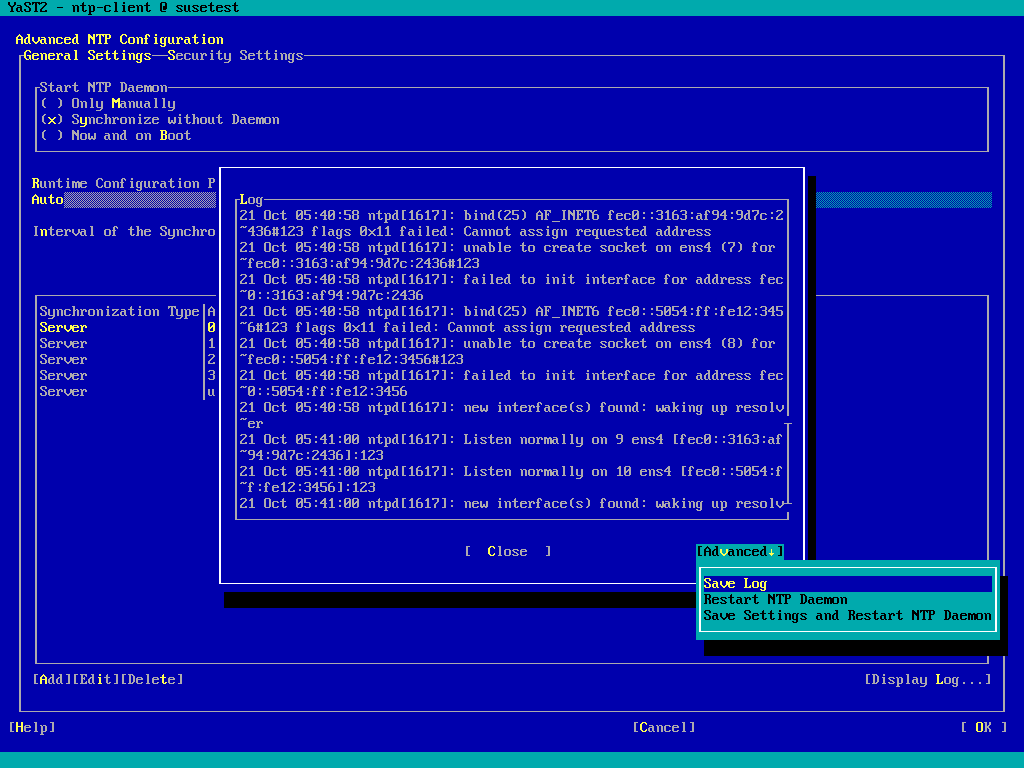 YaST2 - ntp-client @ susetest
Advanced NTP Configuration
General Settings Security Settings
Start NTP Daemon
( ) Only Manually
(x) Synchronize without Daemon
( ) Now and on Boot
Runtime Configuration P
Auto
Interval of the Synchro
Log
21 Oct 05:40:58 ntpd[1617]: bind(25) AF_INET6 fec0::3163:af94:9d7c:2
~436#123 flags 0x11 failed: Cannot assign requested address
21 Oct 05:40:58 ntpd[1617]: unable to create socket on ens4 (7) for
~fec0::3163:af94:9d7c:2436#123
21 Oct 05:40:58 ntpd[1617]: failed to init interface for address fec
~0::3163:af94:9d7c:2436
21 Oct 05:40:58 ntpd[1617]: bind(25) AF_INET6 fec0::5054:ff:fe12:345
~6#123 flags 0x11 failed: Cannot assign requested address
21 Oct 05:40:58 ntpd[1617]: unable to create socket on ens4 (8) for
~fec0::5054:ff:fe12:3456#123
21 Oct 05:40:58 ntpd[1617]: failed to init interface for address fec
~0::5054:ff:fe12:3456
21 Oct 05:40:58 ntpd[1617]: new interface(s) found: waking up resolv
~er
21 Oct 05:41:00 ntpd[1617]: Listen normally on 9 ens4 [fec0::3163:af
~94:9d7c:2436]:123
21 Oct 05:41:00 ntpd[1617]: Listen normally on 10 ens4 [fec0::5054:f
~f:fe12:3456]:123
21 Oct 05:41:00 ntpd[1617]: new interface(s) found: waking up resolv
Synchronization Type A
Server 0
Server 1
Server 2
Server 3
Server u
[ Close ]
[Advanced↓]
Save Log
Restart NTP Daemon
Save Settings and Restart NTP Daemon
[Add][Edit][Delete]
[Display Log...]
[Help]
[Cancel]
[ OK ]